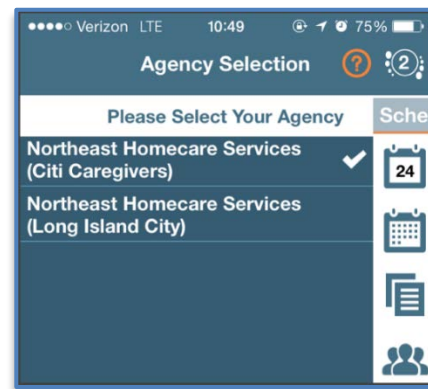 Verizon LTE 10:49 75%
Agency Selection ? 2
Please Select Your Agency Sche
Northeast Homecare Services
(Citi Caregivers)
24
Northeast Homecare Services
(Long Island City)